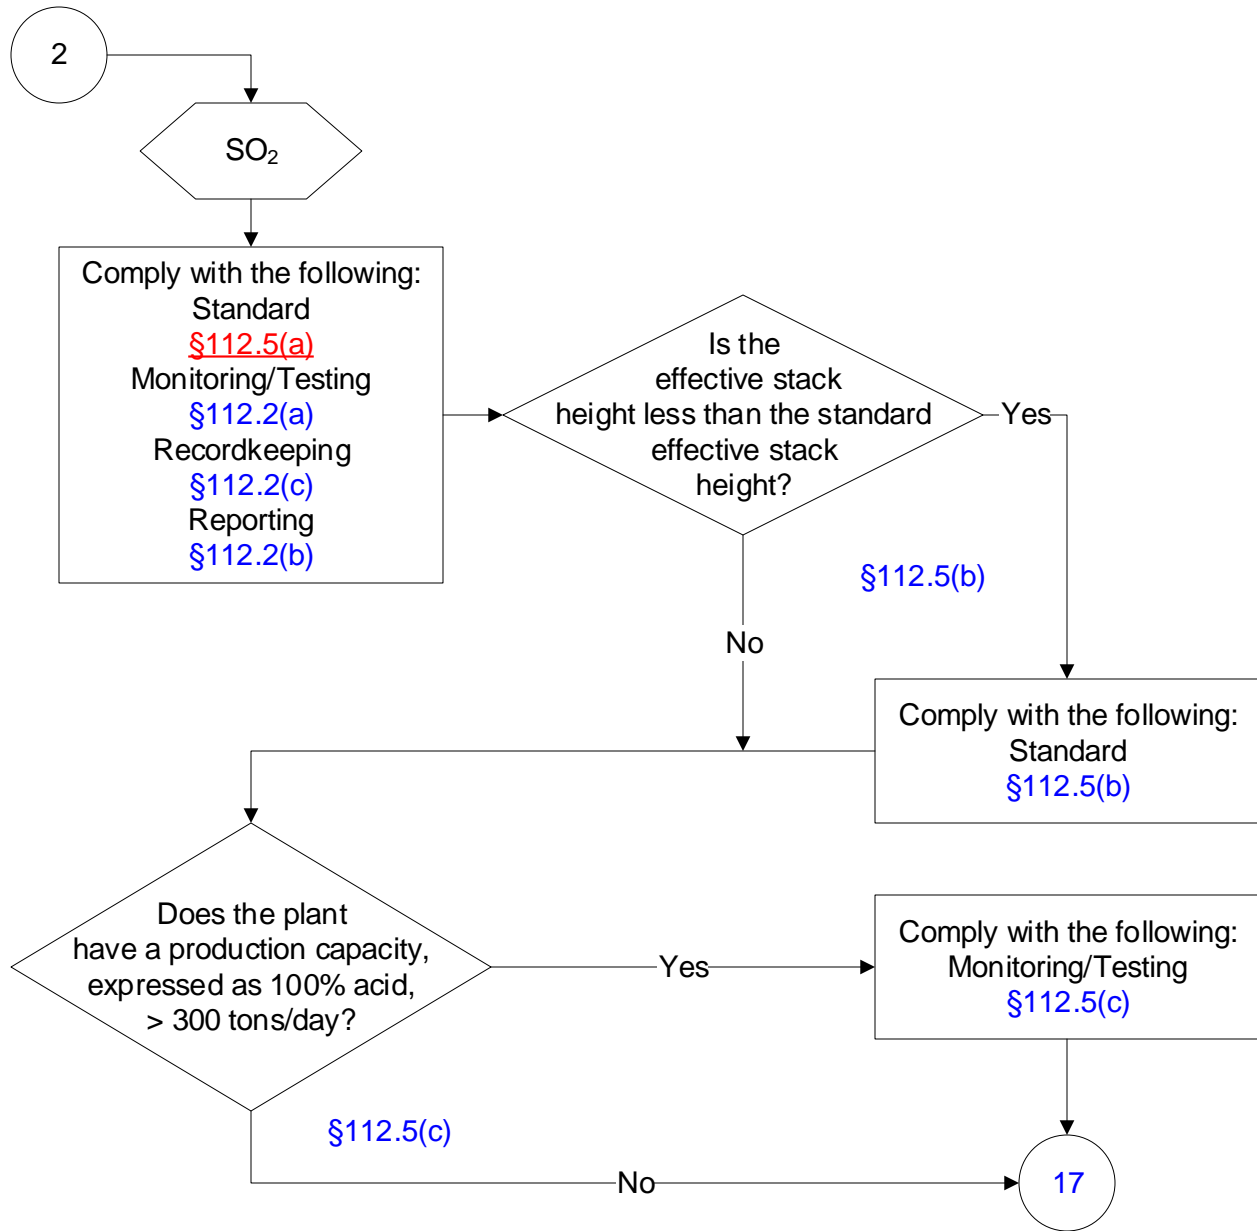 2
SO₂
Comply with the following:
Standard
§112.5(a)
Monitoring/Testing
§112.2(a)
Recordkeeping
§112.2(c)
Reporting
§112.2(b)
Is the
effective stack
height less than the standard
effective stack
height?
Yes
§112.5(b)
No
Comply with the following:
Standard
§112.5(b)
Does the plant
have a production capacity,
expressed as 100% acid,
> 300 tons/day?
Yes
Comply with the following:
Monitoring/Testing
§112.5(c)
§112.5(c)
No
17